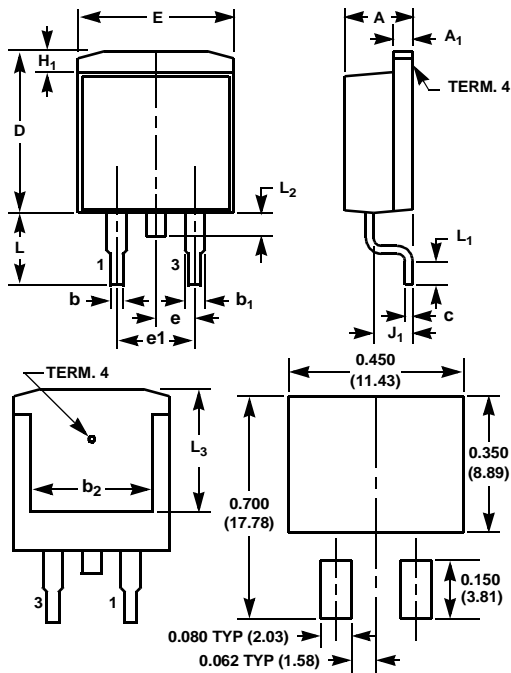 E
A
A1
H1
TERM. 4
D
L2
L
L1
1
3
b
b1
e
e1
c
J1
TERM. 4
0.450
(11.43)
L3
b2
0.350
(8.89)
0.700
(17.78)
0.150
(3.81)
3
1
0.080 TYP (2.03)
0.062 TYP (1.58)